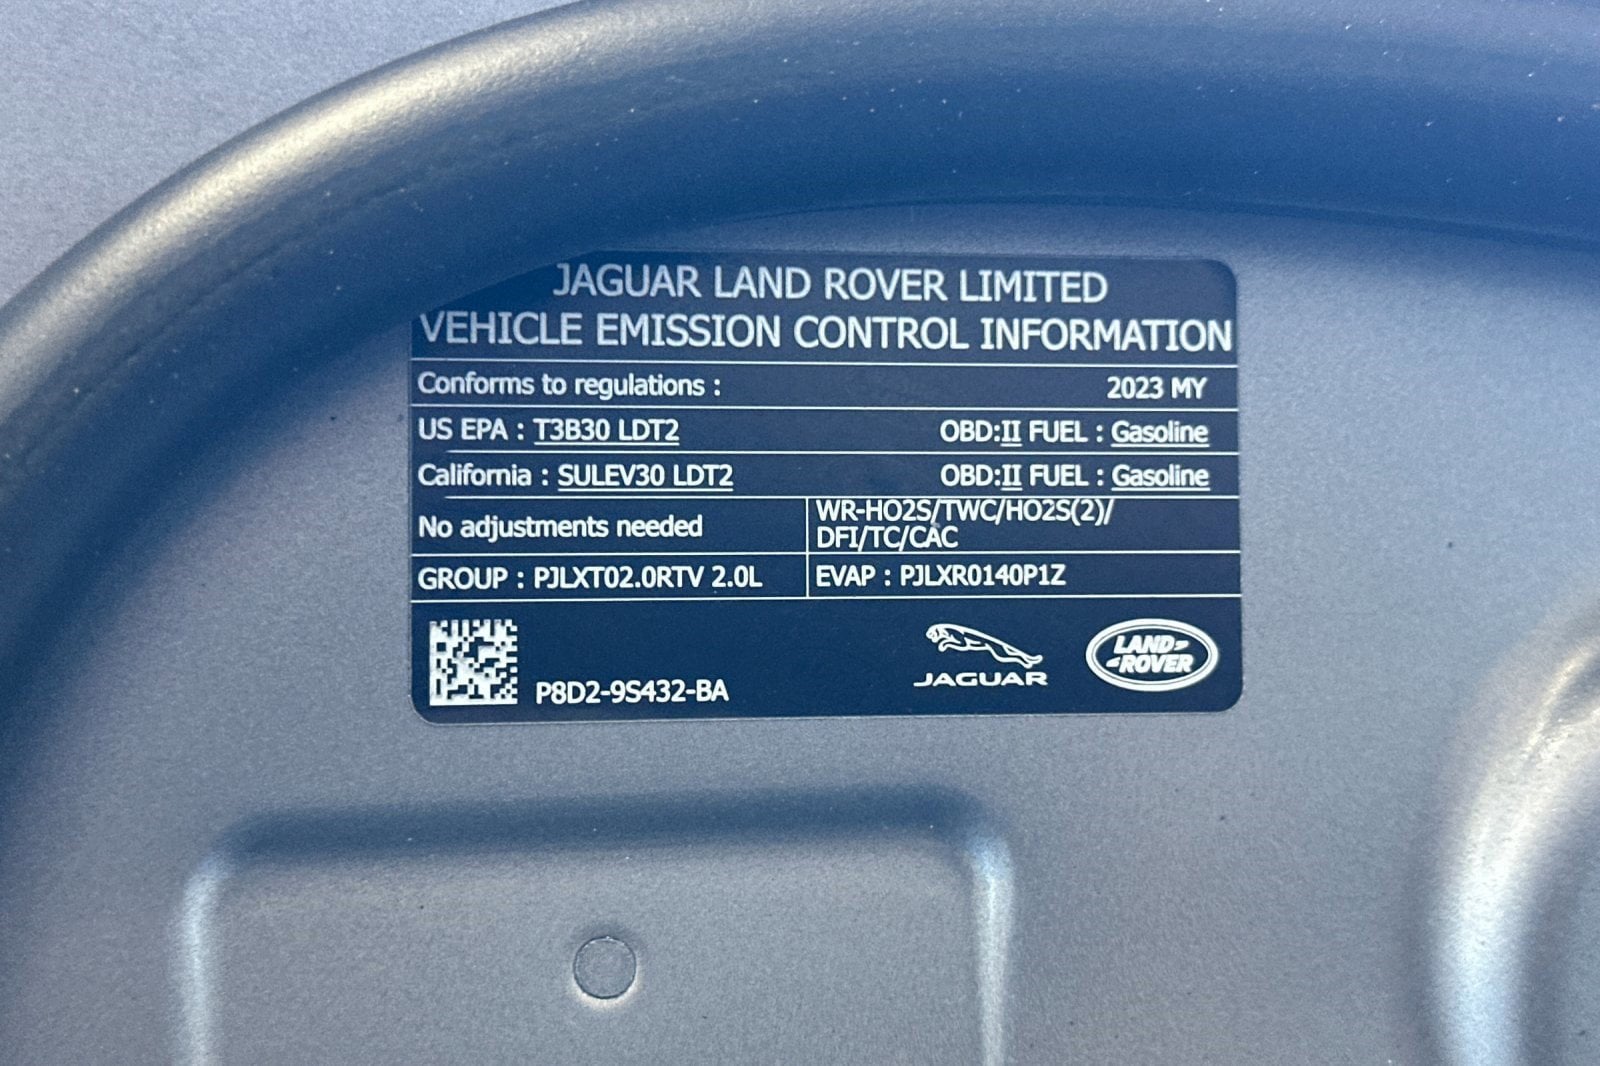 JAGUAR LAND ROVER LIMITED
VEHICLE EMISSION CONTROL INFORMATION
Conforms to regulations : 2023 MY
US EPA : T3B30 LDT2 OBD:II FUEL : Gasoline
California : SULEV30 LDT2 OBD:II FUEL : Gasoline
No adjustments needed
WR-HO2S/TWC/HO2S(2)/
DFI/TC/CAC
GROUP : PJLXT02.0RTV 2.0L
EVAP : PJLXR0140P1Z
P8D2-9S432-BA
JAGUAR
LAND
ROVER